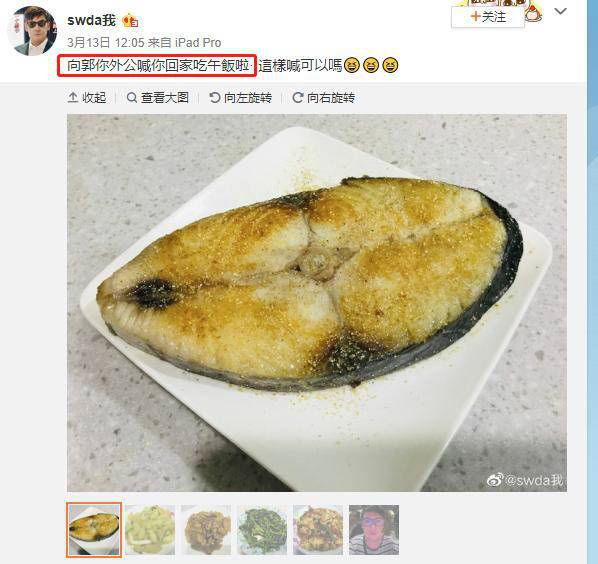 swda我
+关注
3月13日 12:05 来自 iPad Pro
向郭你外公喊你回家吃午飯啦 這樣喊可以嗎
收起 查看大图 向左旋转 向右旋转
@swda我